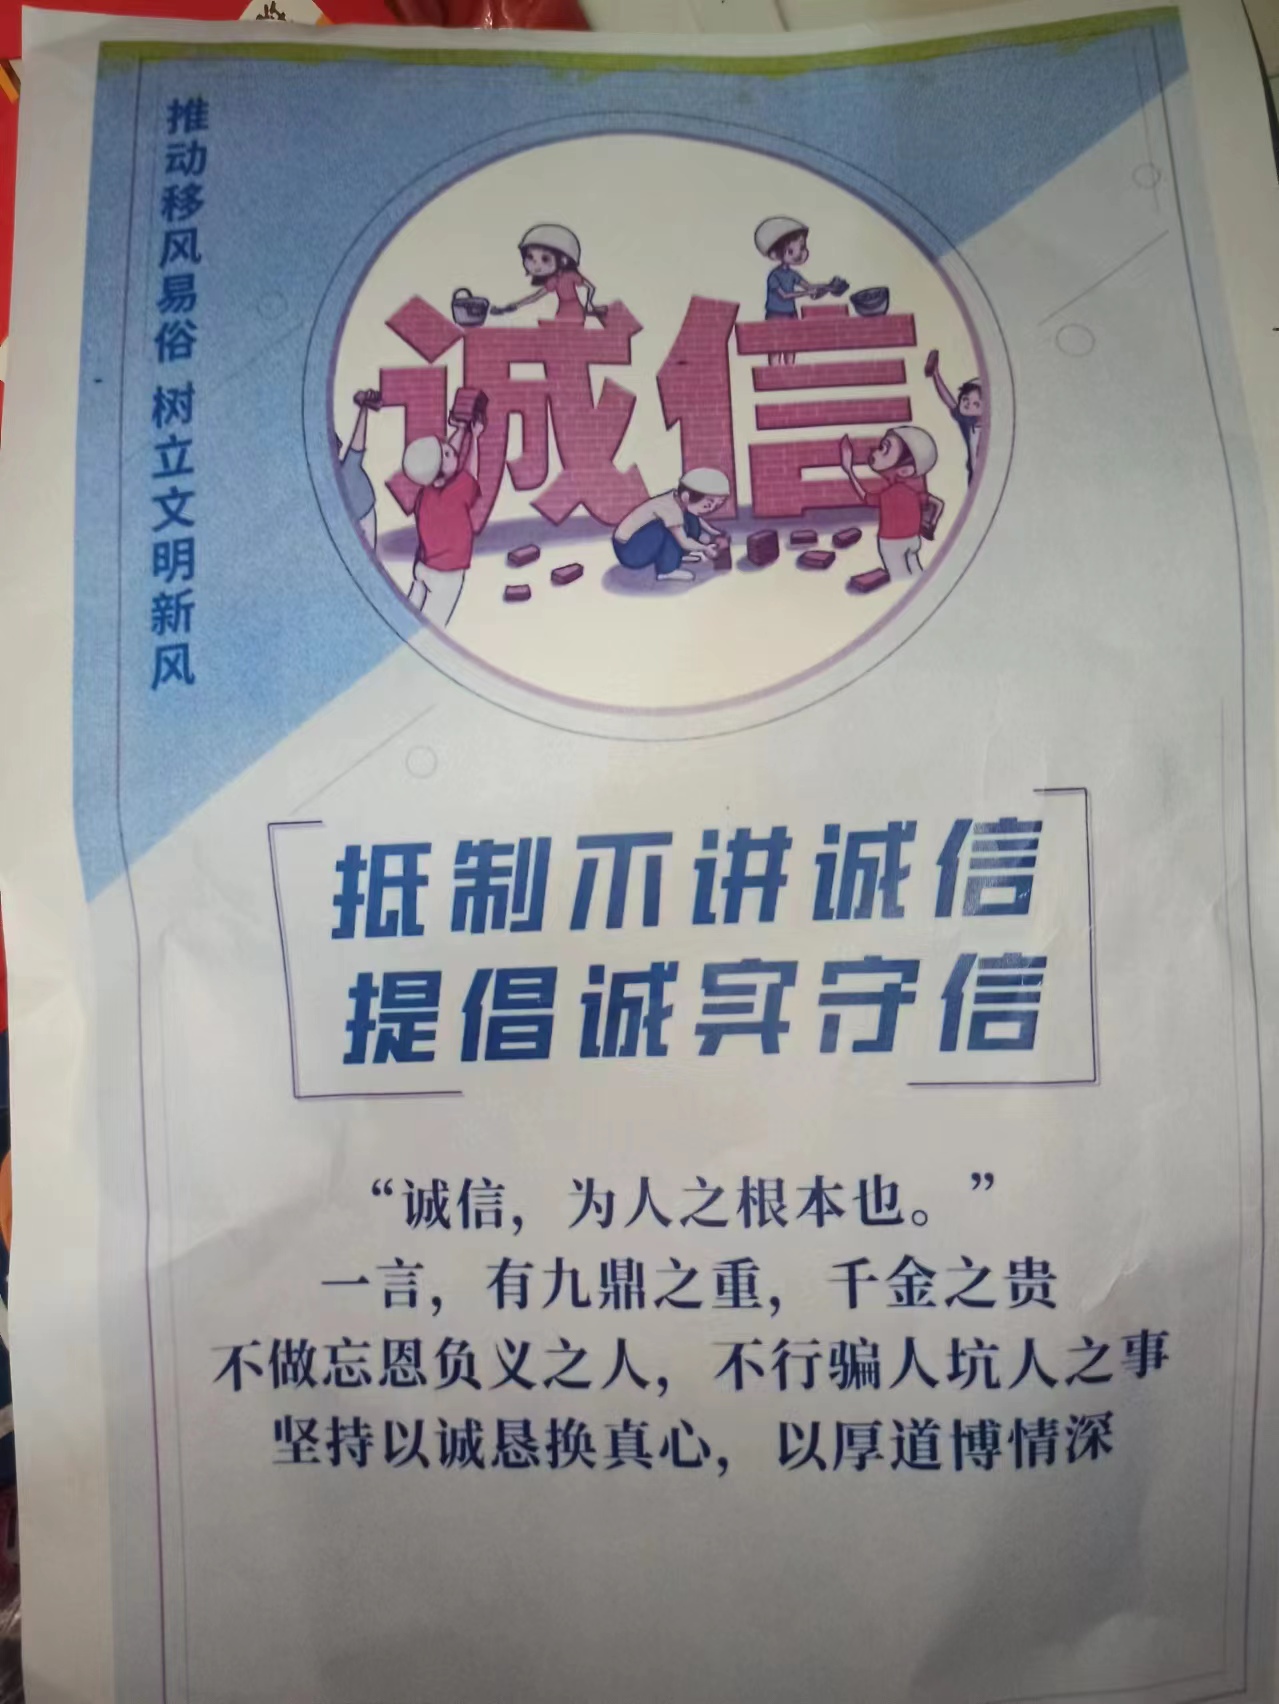 推动移风易俗 树立文明新风
诚信
抵制不讲诚信
提倡诚实守信
“诚信，为人之根本也。”
一言，有九鼎之重，千金之贵
不做忘恩负义之人，不行骗人坑人之事
坚持以诚恳换真心，以厚道博情深